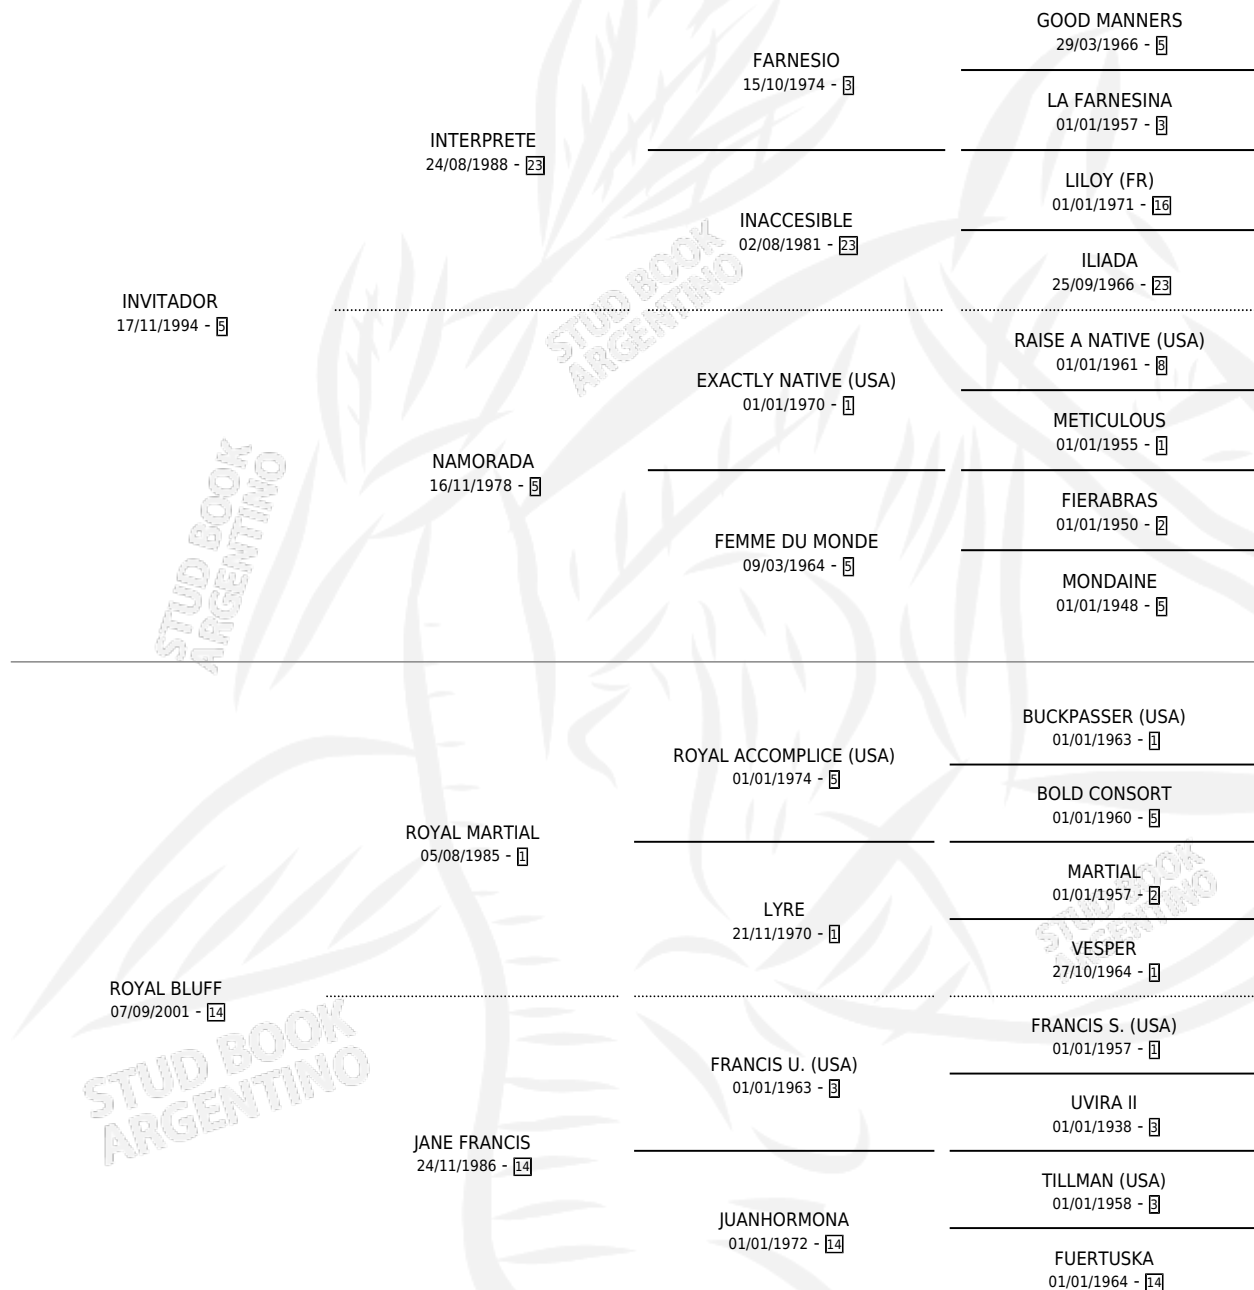 GOOD MANNERS
29/03/1966 - 5
FARNESIO
15/10/1974 - 3
LA FARNESINA
01/01/1957 - 3
INTERPRETE
24/08/1988 - 23
LILOY (FR)
01/01/1971 - 16
INACCESIBLE
02/08/1981 - 23
ILIADA
25/09/1966 - 23
INVITADOR
17/11/1994 - 5
STUD BOOK
ARGENTINO
RAISE A NATIVE (USA)
01/01/1961 - 8
EXACTLY NATIVE (USA)
01/01/1970 - 1
METICULOUS
01/01/1955 - 1
NAMORADA
16/11/1978 - 5
FIERABRAS
01/01/1950 - 2
FEMME DU MONDE
09/03/1964 - 5
MONDAINE
01/01/1948 - 5
STUD BOOK
ARGENTINO
BUCKPASSER (USA)
01/01/1963 - 1
ROYAL ACCOMPLICE (USA)
01/01/1974 - 5
BOLD CONSORT
01/01/1960 - 5
ROYAL MARTIAL
05/08/1985 - 1
MARTIAL
01/01/1957 - 2
LYRE
21/11/1970 - 1
VESPER
27/10/1964 - 1
STUD BOOK
ARGENTINO
ROYAL BLUFF
07/09/2001 - 14
FRANCIS S. (USA)
01/01/1957 - 1
FRANCIS U. (USA)
01/01/1963 - 3
UVIRA II
01/01/1938 - 3
STUD BOOK
ARGENTINO
JANE FRANCIS
24/11/1986 - 14
TILLMAN (USA)
01/01/1958 - 3
JUANHORMONA
01/01/1972 - 14
FUERTUSKA
01/01/1964 - 14